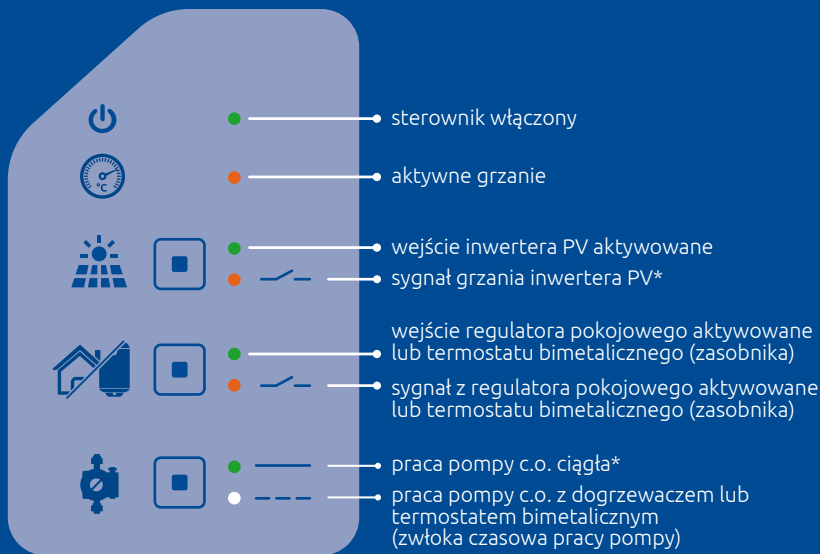 sterownik włączony
°C
aktywne grzanie
wejście inwertera PV aktywowane
sygnał grzania inwertera PV*
wejście regulatora pokojowego aktywowane
lub termostatu bimetalicznego (zasobnika)
sygnał z regulatora pokojowego aktywowane
lub termostatu bimetalicznego (zasobnika)
praca pompy c.o. ciągła*
praca pompy c.o. z dogrzewaczem lub
termostatem bimetalicznym
(zwłoka czasowa pracy pompy)